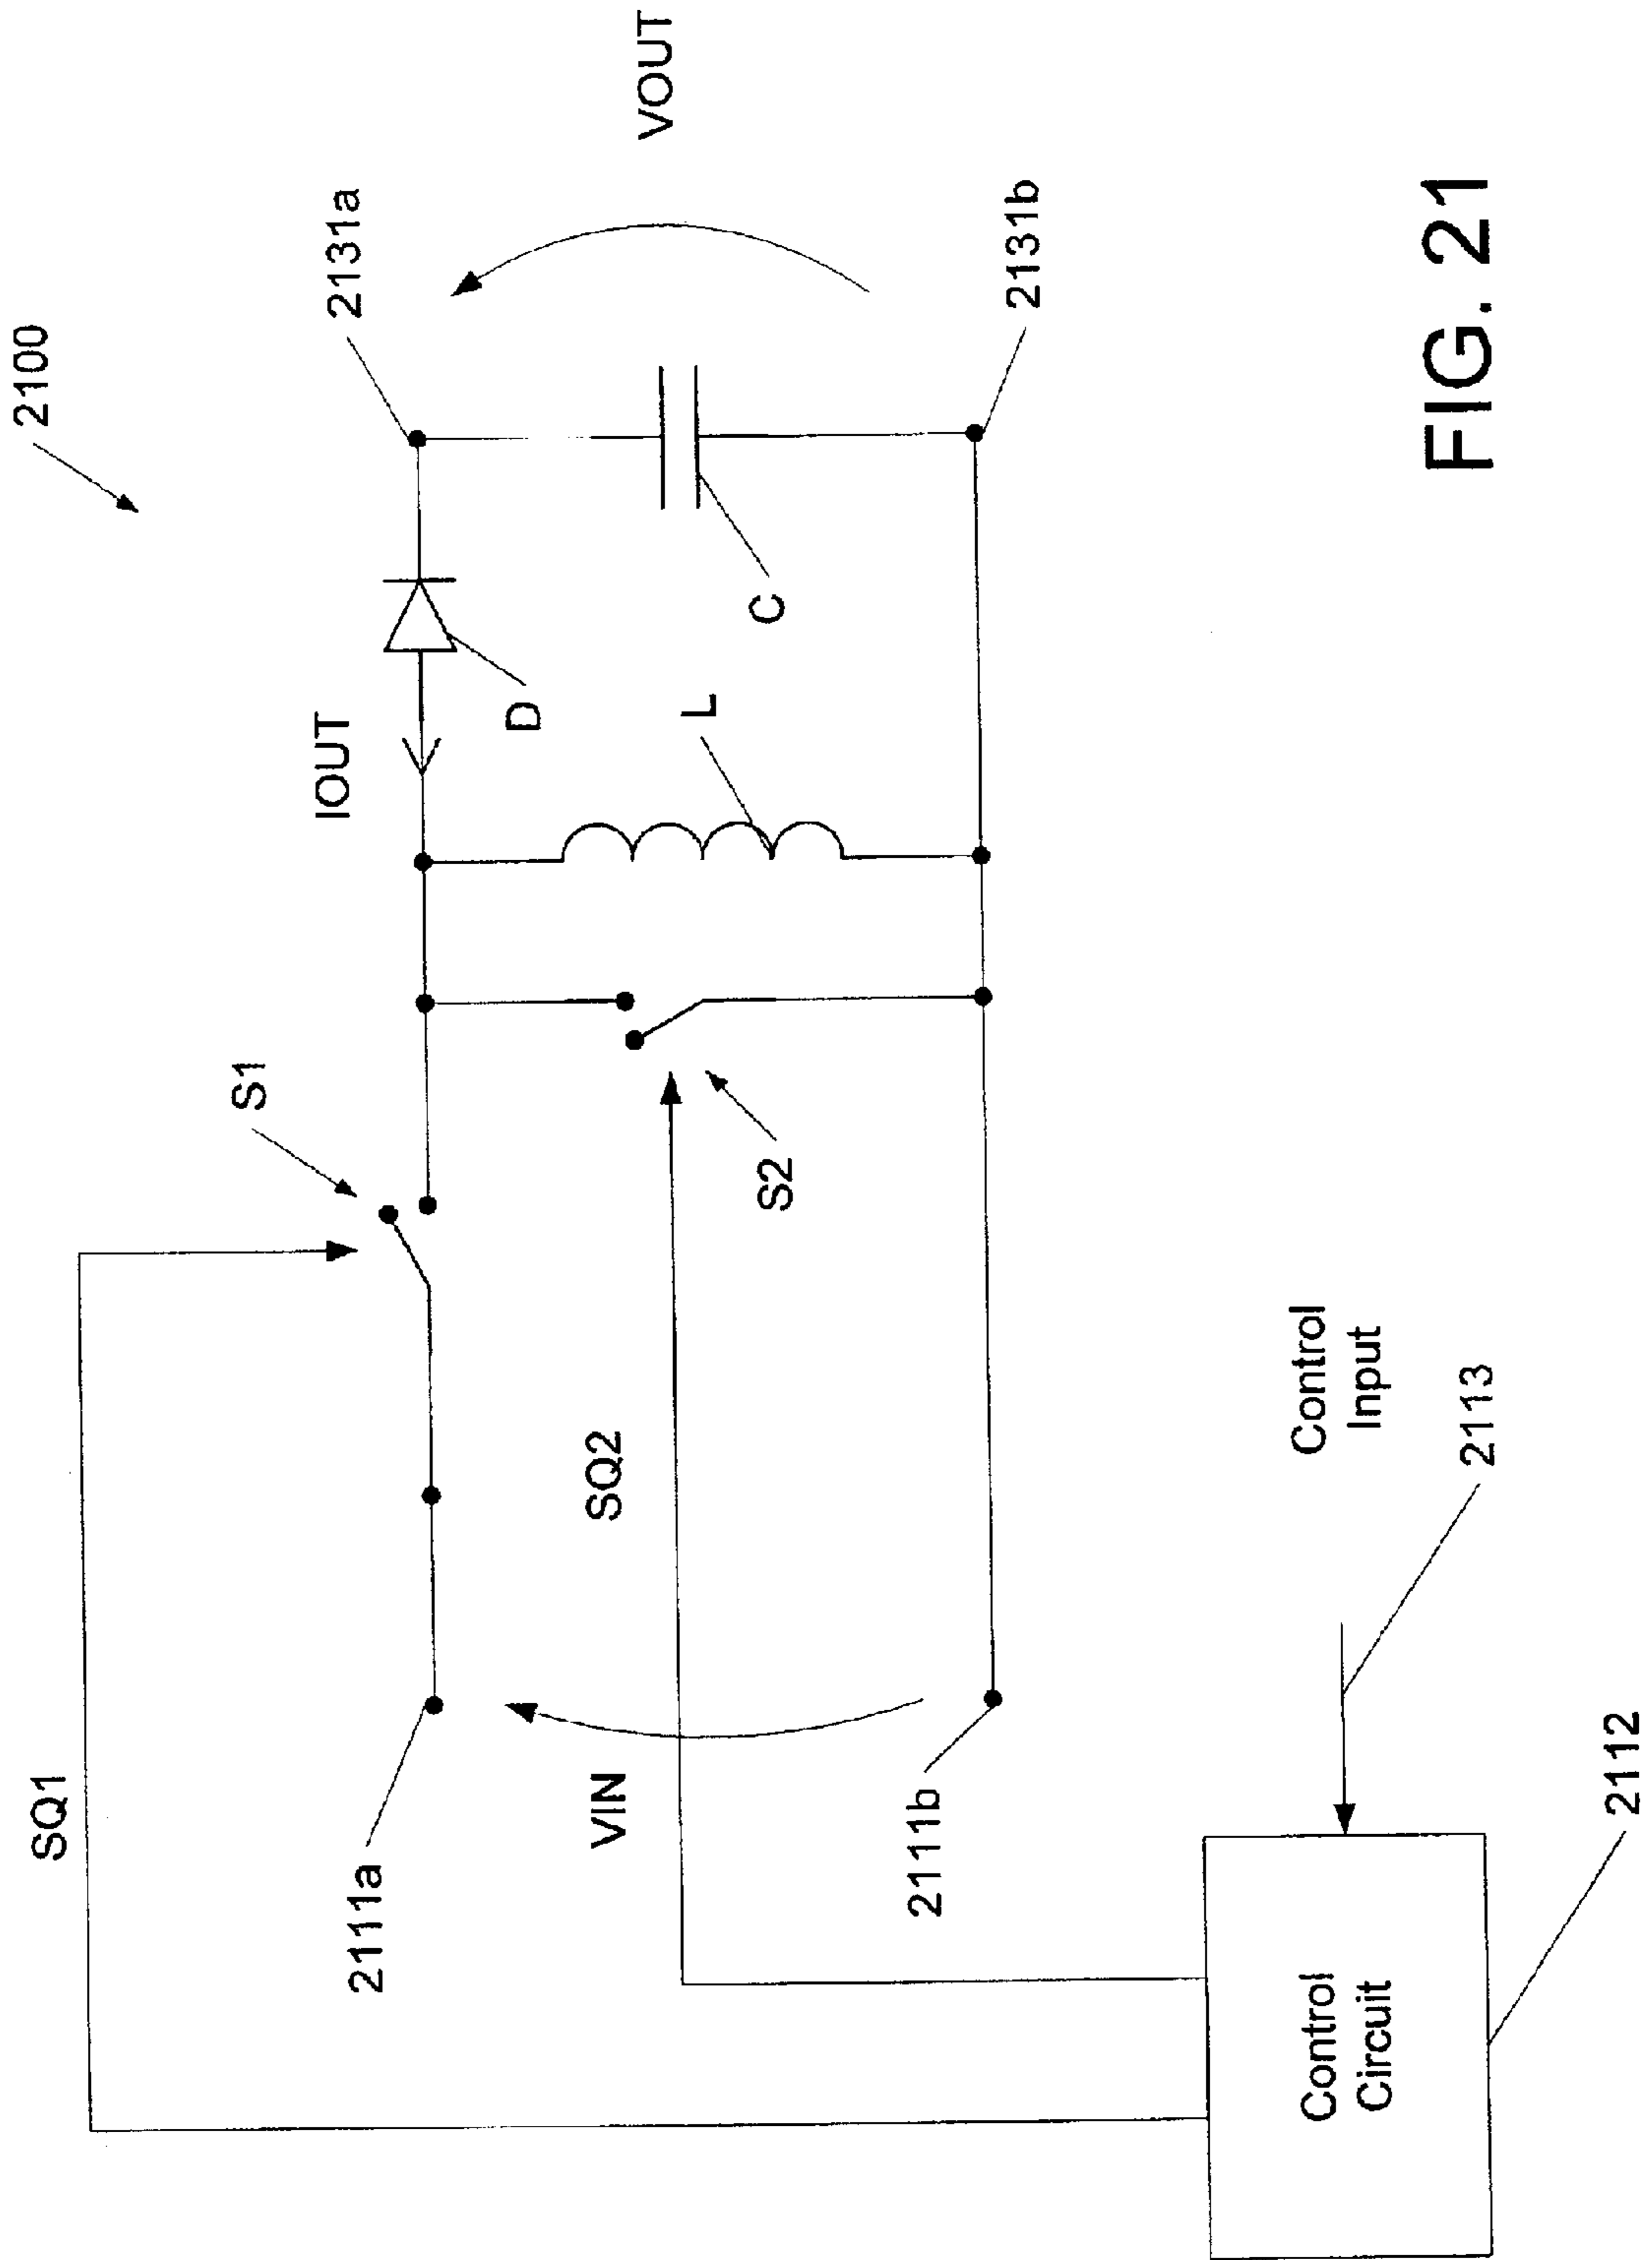 2100
SQ1
S1
IOUT
2131a
2111a
D
VOUT
VIN
SQ2
S2
L
C
2111b
2131b
Control
Input
2113
Control
Circuit
2112
FIG. 21